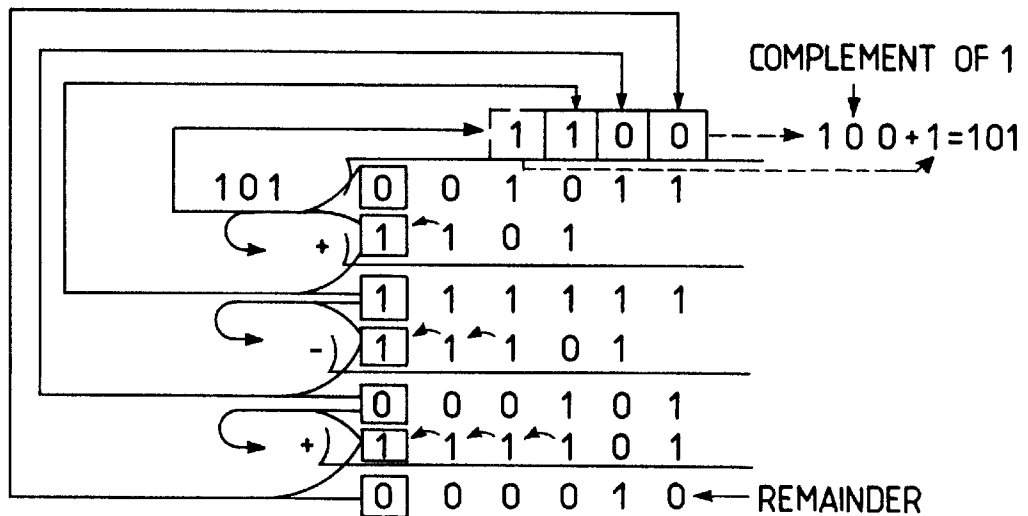 COMPLEMENT OF 1
1 1 0 0 1 0 0 + 1 = 101
101 0 0 1 0 1 1
+ 1 1 0 1
1 1 1 1 1 1
- 1 1 1 0 1
0 0 0 1 0 1
+ 1 1 1 1 0 1
0 0 0 0 1 0 REMAINDER